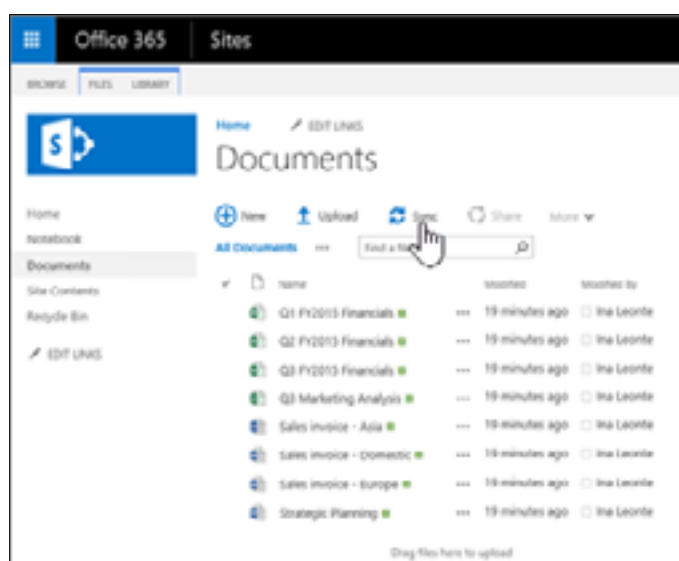 Office 365 Sites
BROWSE FILES LIBRARY
S
Home EDIT LINKS
Documents
Home
Notebook
Documents
Site Contents
Recycle Bin
EDIT LINKS
New Upload Sync Share More
All Documents ... Find a file
Name Modified Modified By
Q1 FY2015 Financials ... 19 minutes ago Ina Leonte
Q2 FY2015 Financials ... 19 minutes ago Ina Leonte
Q3 FY2015 Financials ... 19 minutes ago Ina Leonte
Q3 Marketing Analysis ... 19 minutes ago Ina Leonte
Sales invoice - Asia ... 19 minutes ago Ina Leonte
Sales invoice - Domestic ... 19 minutes ago Ina Leonte
Sales invoice - Europe ... 19 minutes ago Ina Leonte
Strategic Planning ... 19 minutes ago Ina Leonte
Drag files here to upload